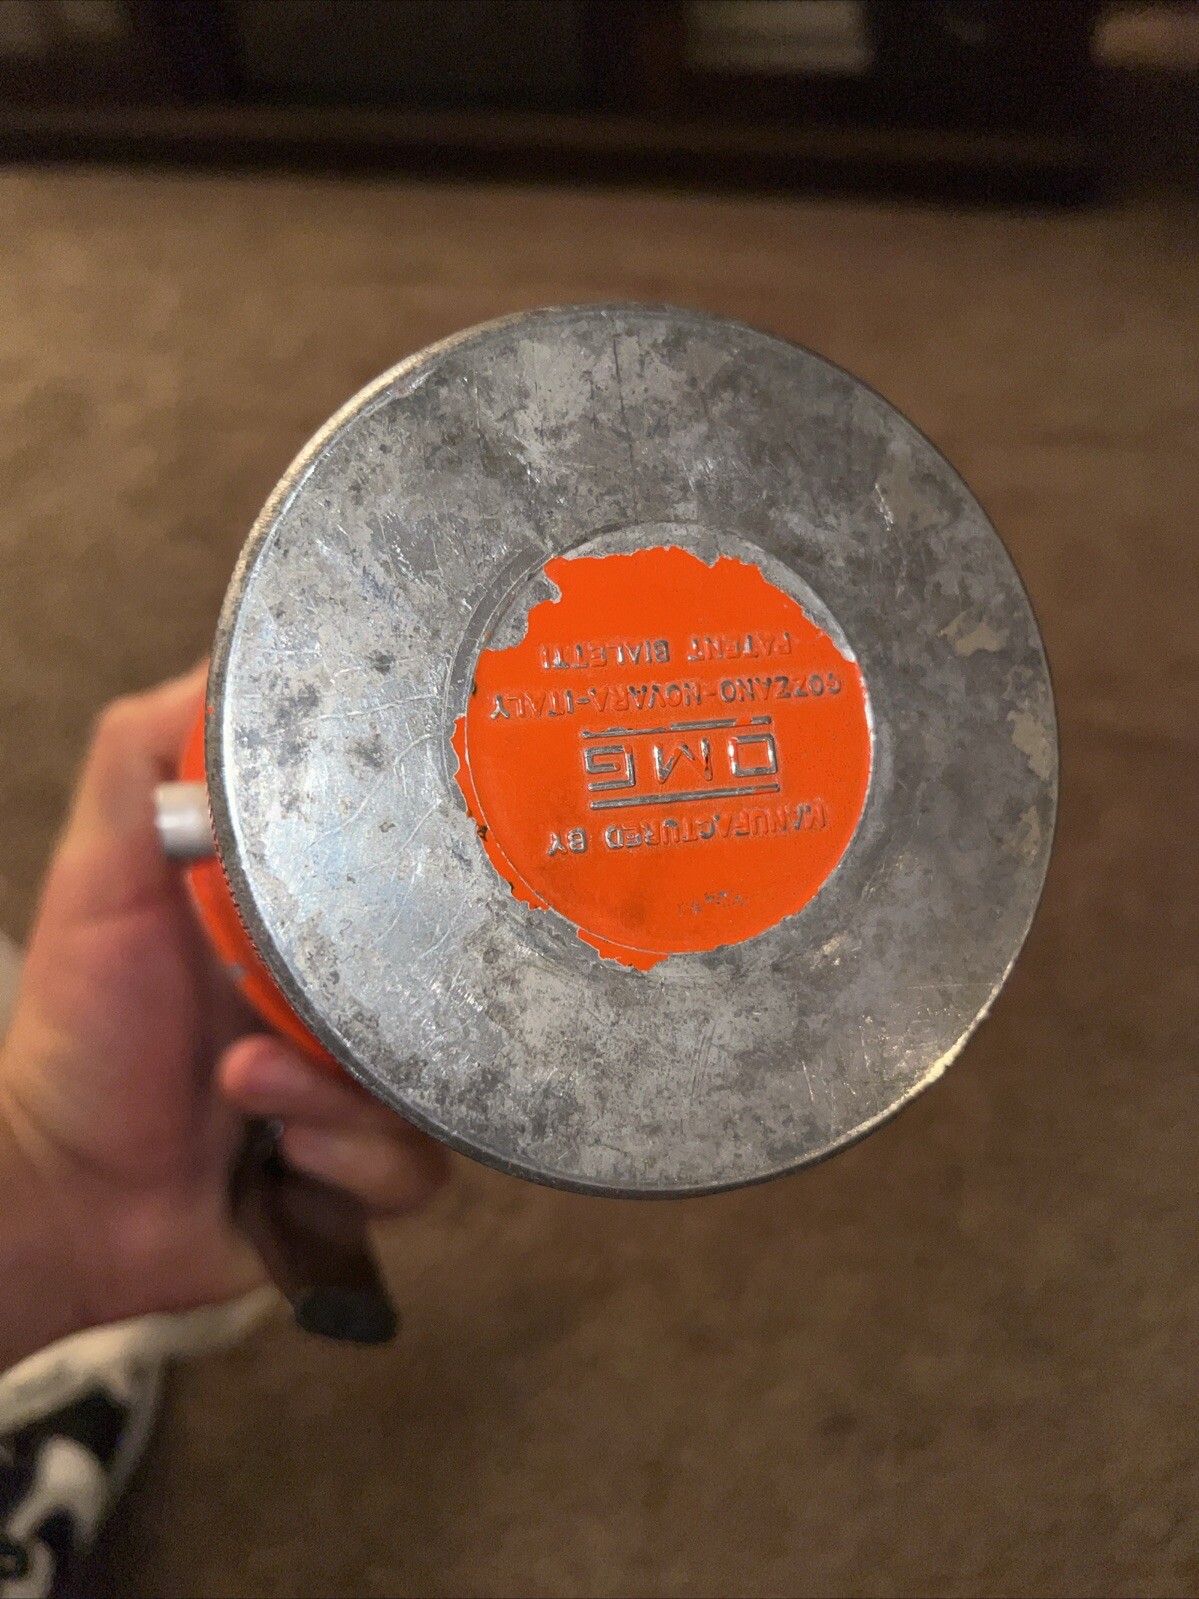 MANUFACTURED BY
OMG
GOZZANO-NOVARA-ITALY
PATENT BIALETTI